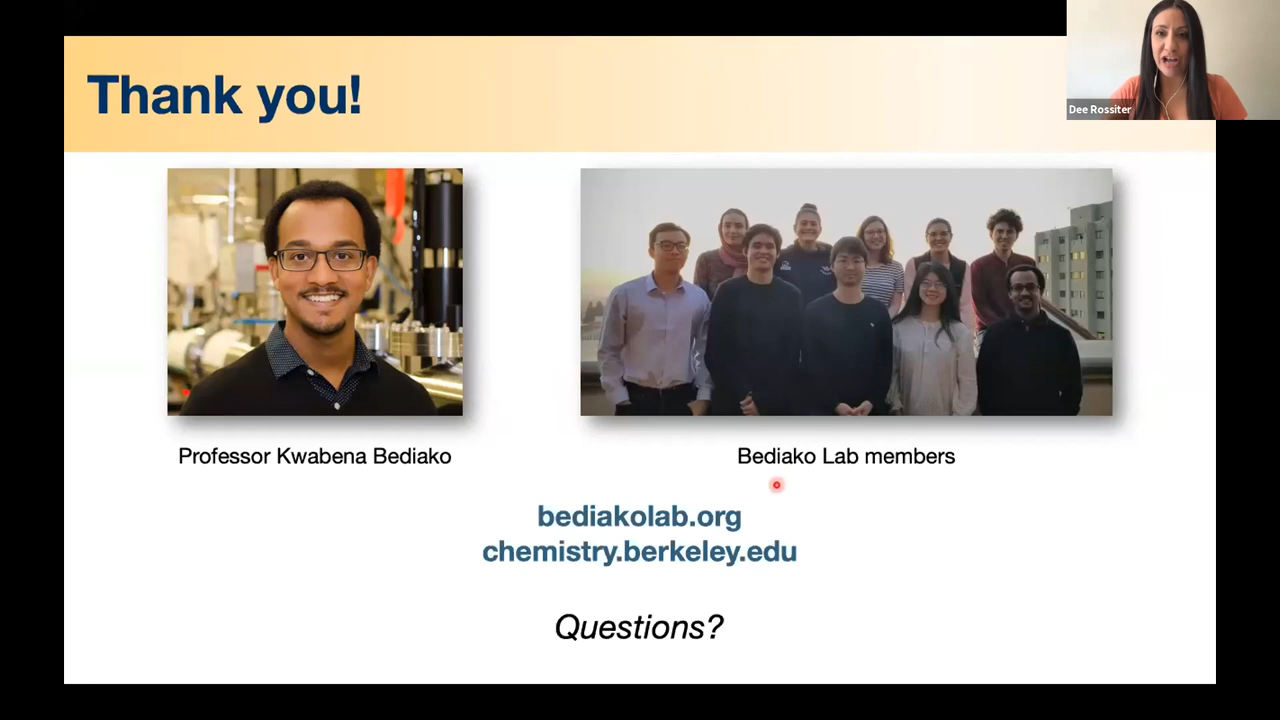 Thank you!
Dee Rossiter
Professor Kwabena Bediako
Bediako Lab members
bediakolab.org
chemistry.berkeley.edu
Questions?